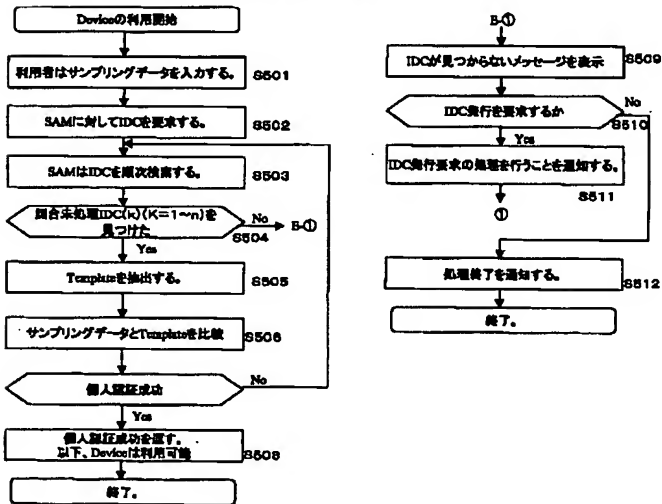 Deviceの利用開始
利用者はサンプリングデータを入力する。
S501
SAMに対してIDCを要求する。
S502
SAMはIDCを順次検索する。
S503
照合未処理IDC(k)(K=1~n)を
見つけた
No
E-①
S504
Yes
Templateを抽出する。
S505
サンプリングデータとTemplateを比較
S506
個人認証成功
No
Yes
個人認証成功を返す。
以下、Deviceは利用可能
S508
終了。
E-①
IDCが見つからないメッセージを表示
S509
IDC発行を要求するか
No
S510
Yes
IDC発行要求の処理を行うことを通知する。
S511
①
処理終了を通知する。
S512
終了。